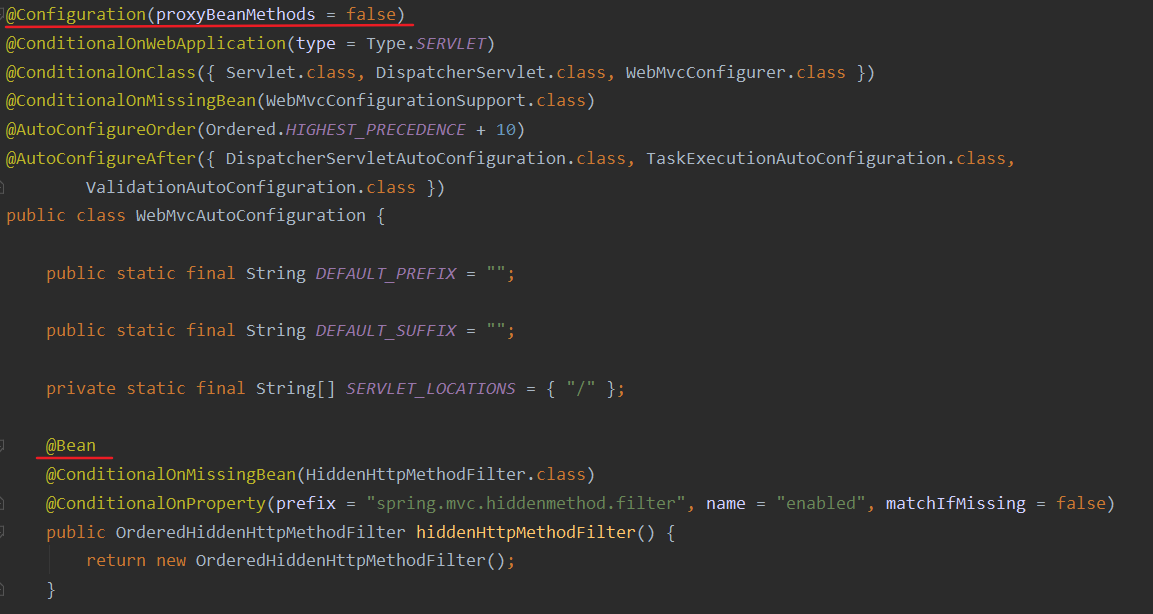 @Configuration(proxyBeanMethods = false)
@ConditionalOnWebApplication(type = Type.SERVLET)
@ConditionalOnClass({ Servlet.class, DispatcherServlet.class, WebMvcConfigurer.class })
@ConditionalOnMissingBean(WebMvcConfigurationSupport.class)
@AutoConfigureOrder(Ordered.HIGHEST_PRECEDENCE + 10)
@AutoConfigureAfter({ DispatcherServletAutoConfiguration.class, TaskExecutionAutoConfiguration.class,
        ValidationAutoConfiguration.class })
public class WebMvcAutoConfiguration {
    public static final String DEFAULT_PREFIX = "";
    public static final String DEFAULT_SUFFIX = "";
    private static final String[] SERVLET_LOCATIONS = { "/" };
    @Bean
    @ConditionalOnMissingBean(HiddenHttpMethodFilter.class)
    @ConditionalOnProperty(prefix = "spring.mvc.hiddenmethod.filter", name = "enabled", matchIfMissing = false)
    public OrderedHiddenHttpMethodFilter hiddenHttpMethodFilter() {
        return new OrderedHiddenHttpMethodFilter();
    }